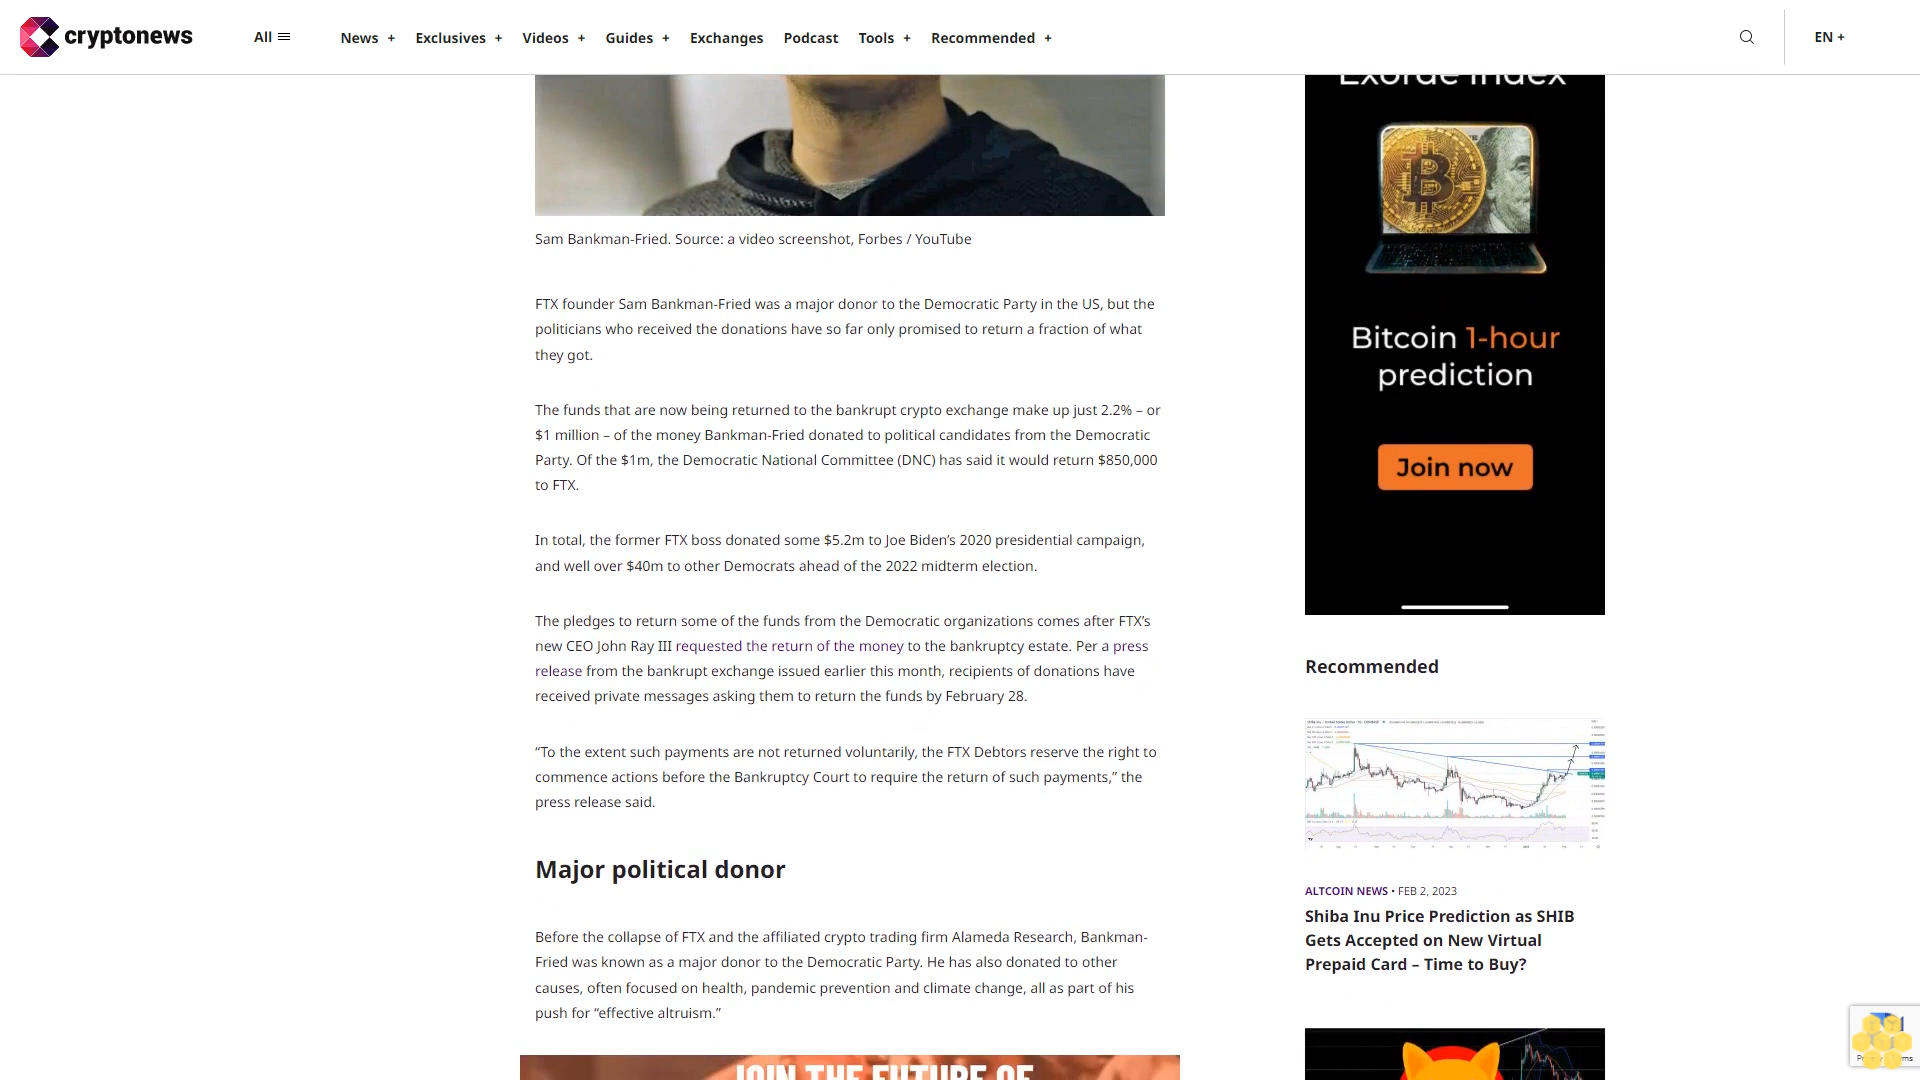 cryptonews
All
News +
Exclusives +
Videos +
Guides +
Exchanges
Podcast
Tools +
Recommended +
EN +
Sam Bankman-Fried. Source: a video screenshot, Forbes / YouTube
FTX founder Sam Bankman-Fried was a major donor to the Democratic Party in the US, but the
politicians who received the donations have so far only promised to return a fraction of what
they got.
The funds that are now being returned to the bankrupt crypto exchange make up just 2.2% – or
$1 million – of the money Bankman-Fried donated to political candidates from the Democratic
Party. Of the $1m, the Democratic National Committee (DNC) has said it would return $850,000
to FTX.
In total, the former FTX boss donated some $5.2m to Joe Biden’s 2020 presidential campaign,
and well over $40m to other Democrats ahead of the 2022 midterm election.
The pledges to return some of the funds from the Democratic organizations comes after FTX’s
new CEO John Ray III requested the return of the money to the bankruptcy estate. Per a press
release from the bankrupt exchange issued earlier this month, recipients of donations have
received private messages asking them to return the funds by February 28.
“To the extent such payments are not returned voluntarily, the FTX Debtors reserve the right to
commence actions before the Bankruptcy Court to require the return of such payments,” the
press release said.
Major political donor
Before the collapse of FTX and the affiliated crypto trading firm Alameda Research, Bankman-
Fried was known as a major donor to the Democratic Party. He has also donated to other
causes, often focused on health, pandemic prevention and climate change, all as part of his
push for “effective altruism.”
JOIN THE FUTURE OF
Exorde Index
Bitcoin 1-hour
prediction
Join now
Recommended
ALTCOIN NEWS • FEB 2, 2023
Shiba Inu Price Prediction as SHIB
Gets Accepted on New Virtual
Prepaid Card – Time to Buy?